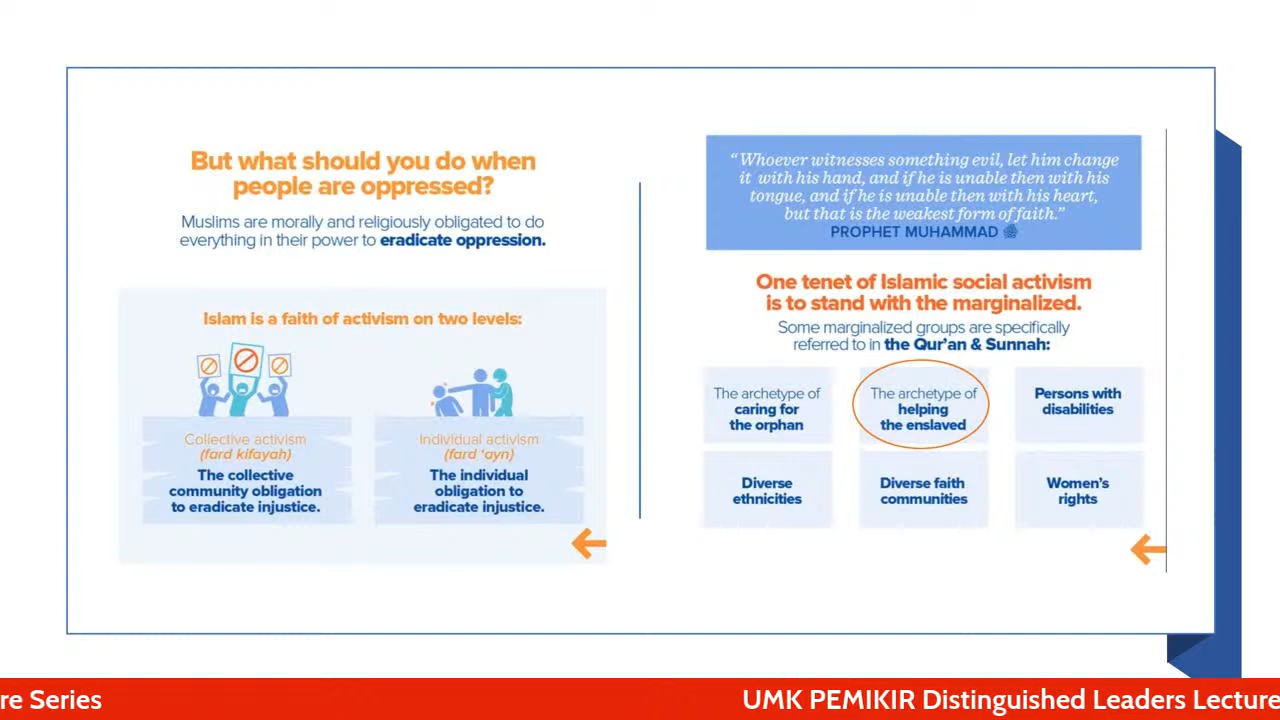 But what should you do when
people are oppressed?
Muslims are morally and religiously obligated to do
everything in their power to eradicate oppression.
Islam is a faith of activism on two levels:
Collective activism
(fard kifayah)
The collective
community obligation
to eradicate injustice.
Individual activism
(fard ‘ayn)
The individual
obligation to
eradicate injustice.
“Whoever witnesses something evil, let him change
it with his hand, and if he is unable then with his
tongue, and if he is unable then with his heart,
but that is the weakest form of faith.”
PROPHET MUHAMMAD ﷺ
One tenet of Islamic social activism
is to stand with the marginalized.
Some marginalized groups are specifically
referred to in the Qur’an & Sunnah:
The archetype of
caring for
the orphan
The archetype of
helping
the enslaved
Persons with
disabilities
Diverse
ethnicities
Diverse faith
communities
Women’s
rights
re Series
UMK PEMIKIR Distinguished Leaders Lecture